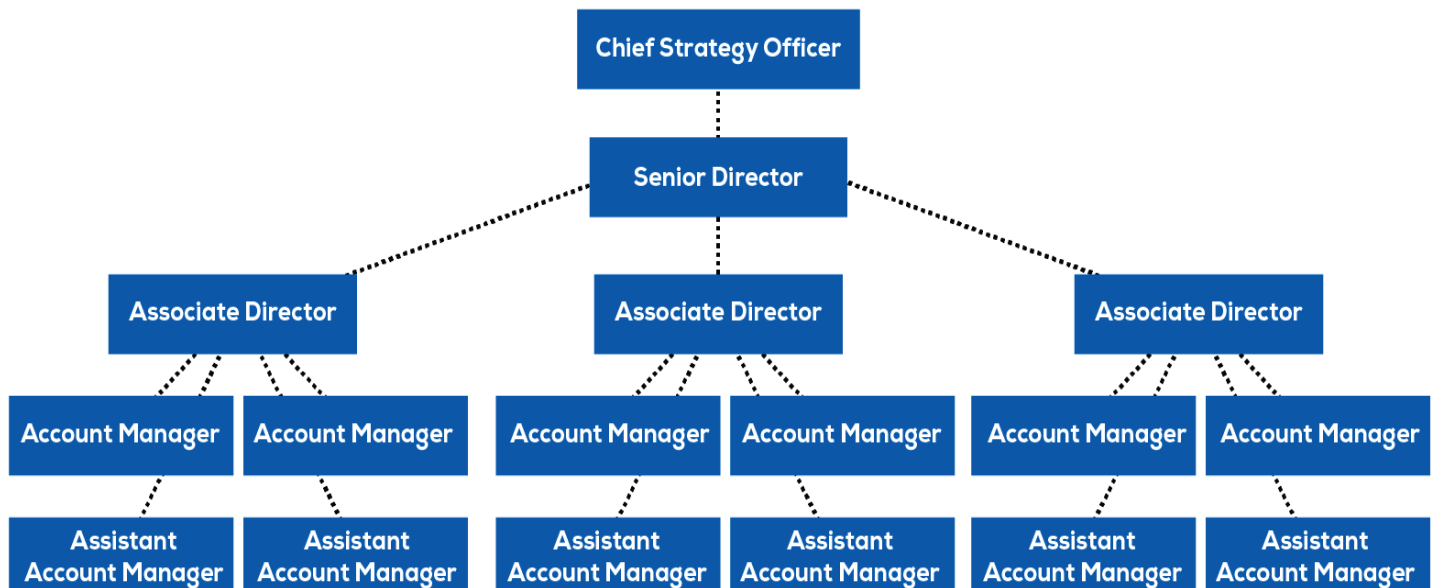 Chief Strategy Officer
Senior Director
Associate Director
Associate Director
Associate Director
Account Manager
Account Manager
Account Manager
Account Manager
Account Manager
Account Manager
Assistant
Account Manager
Assistant
Account Manager
Assistant
Account Manager
Assistant
Account Manager
Assistant
Account Manager
Assistant
Account Manager